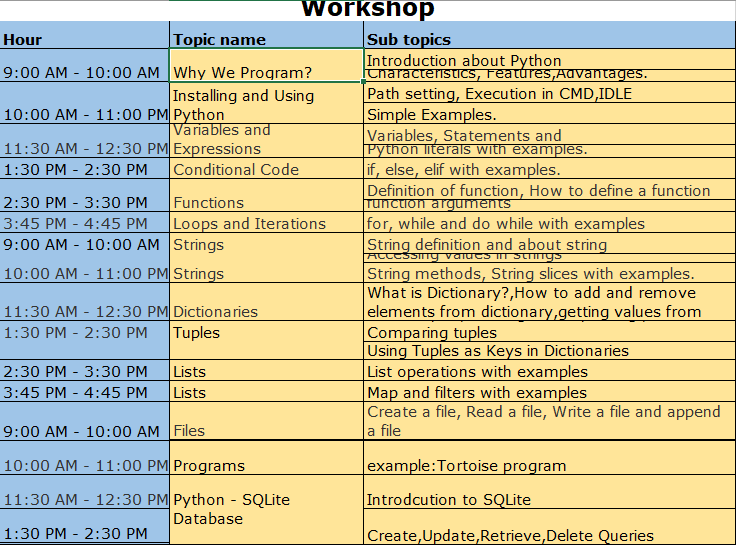 Workshop
Hour Topic name Sub topics
9:00 AM - 10:00 AM Why We Program? Introduction about Python
Characteristics, Features,Advantages.
10:00 AM - 11:00 PM Installing and Using Python Path setting, Execution in CMD,IDLE
Simple Examples.
11:30 AM - 12:30 PM Variables and Expressions Variables, Statements and
Python literals with examples.
1:30 PM - 2:30 PM Conditional Code if, else, elif with examples.
2:30 PM - 3:30 PM Functions Definition of function, How to define a function
function arguments
3:45 PM - 4:45 PM Loops and Iterations for, while and do while with examples
9:00 AM - 10:00 AM Strings String definition and about string
Accessing values in strings
10:00 AM - 11:00 PM Strings String methods, String slices with examples.
11:30 AM - 12:30 PM Dictionaries What is Dictionary?,How to add and remove
elements from dictionary,getting values from
1:30 PM - 2:30 PM Tuples Comparing tuples
Using Tuples as Keys in Dictionaries
2:30 PM - 3:30 PM Lists List operations with examples
3:45 PM - 4:45 PM Lists Map and filters with examples
9:00 AM - 10:00 AM Files Create a file, Read a file, Write a file and append
a file
10:00 AM - 11:00 PM Programs example:Tortoise program
11:30 AM - 12:30 PM Python - SQLite Database Introdcution to SQLite
1:30 PM - 2:30 PM Create,Update,Retrieve,Delete Queries